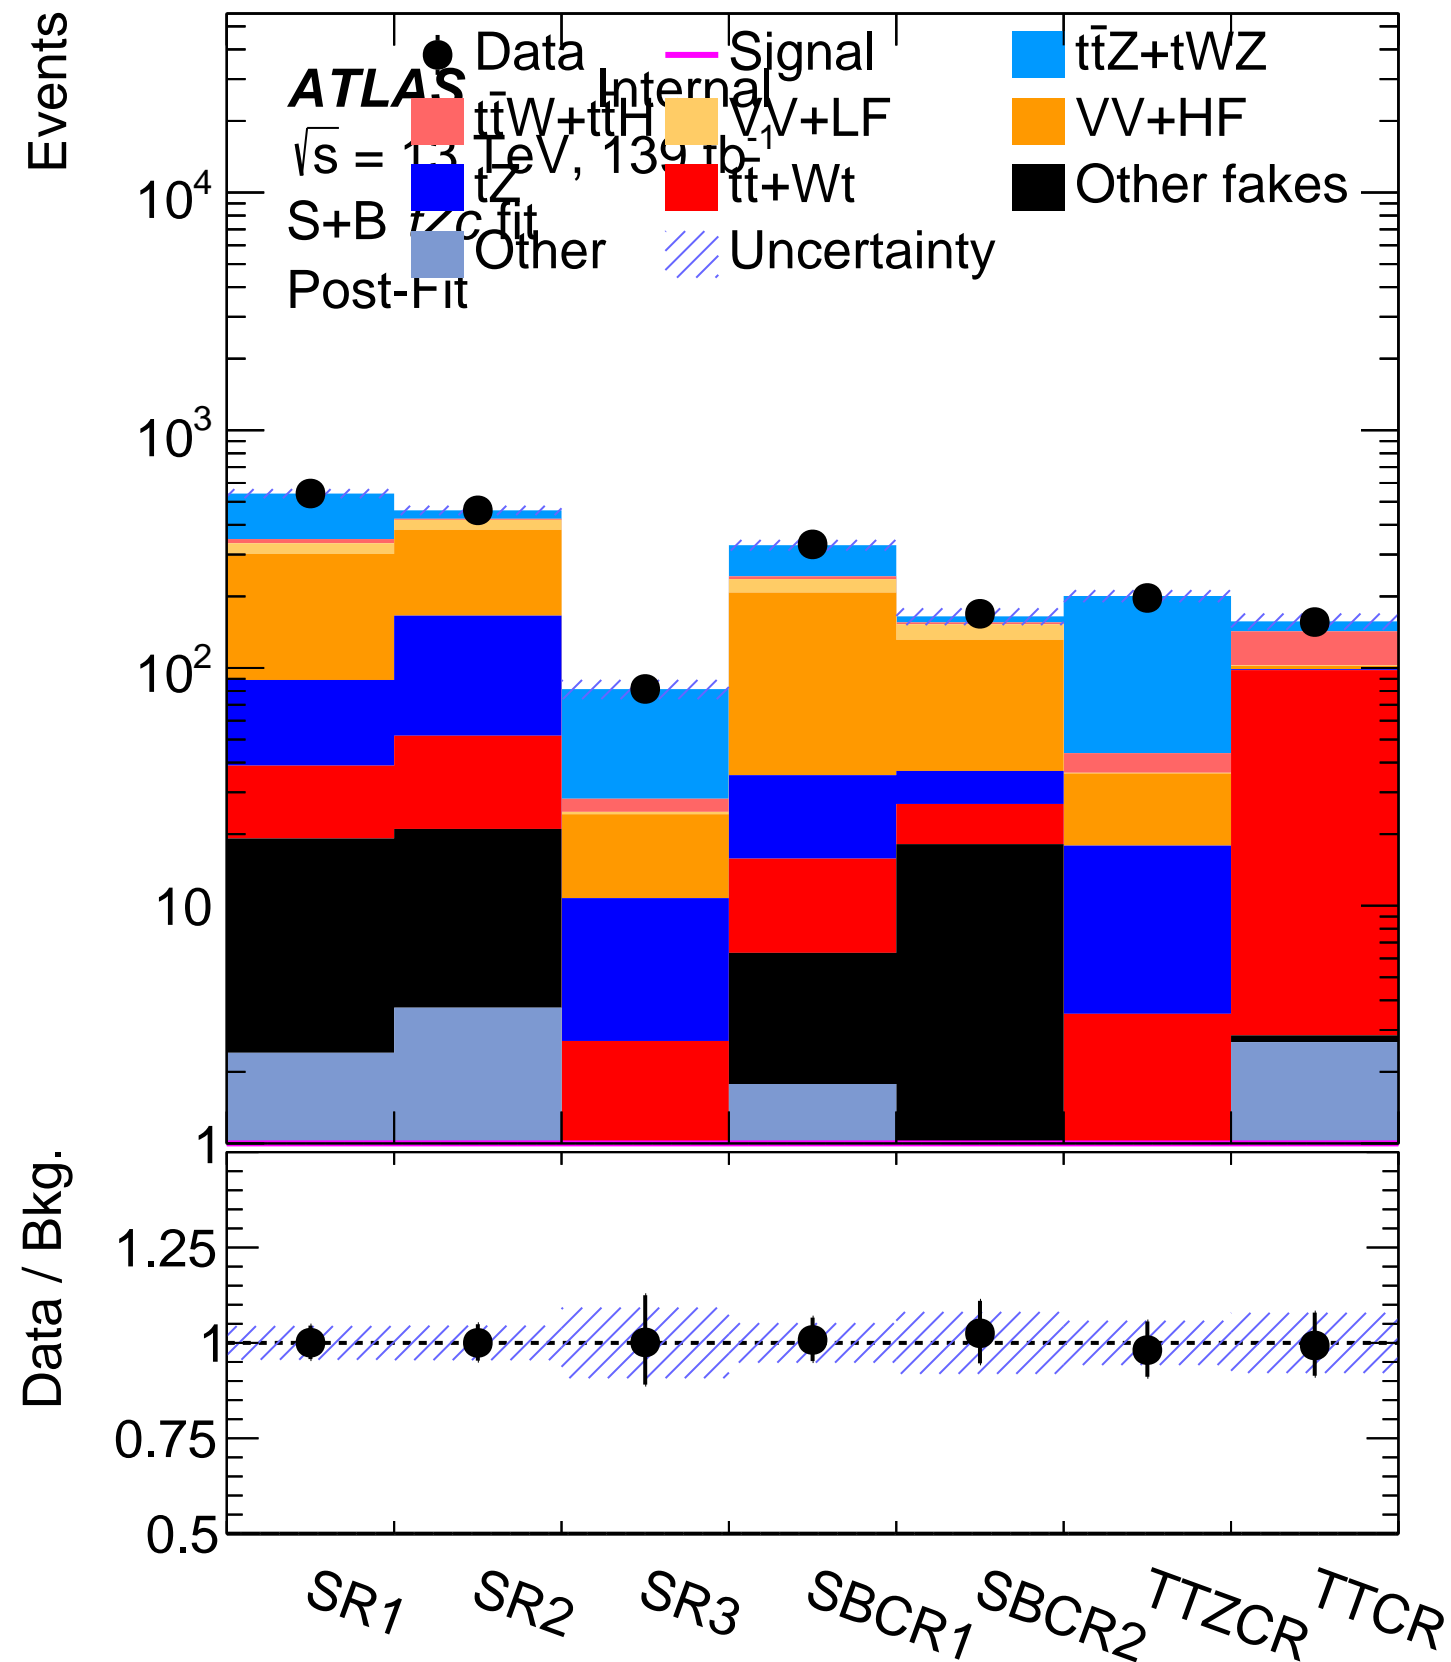 Events
Data
Signal
tt̄Z+tWZ
ATLAS Internal
tt̄W+tt̄H
VV+LF
VV+HF
√s = 13 TeV, 139 fb⁻¹
tZ
tt̄+Wt
Other fakes
S+B tZc fit
Other
Uncertainty
Post-Fit
10⁴
10³
10²
10
1
Data / Bkg.
1.25
1
0.75
0.5
SR1
SR2
SR3
SBCR1
SBCR2
TTZCR
TTCR